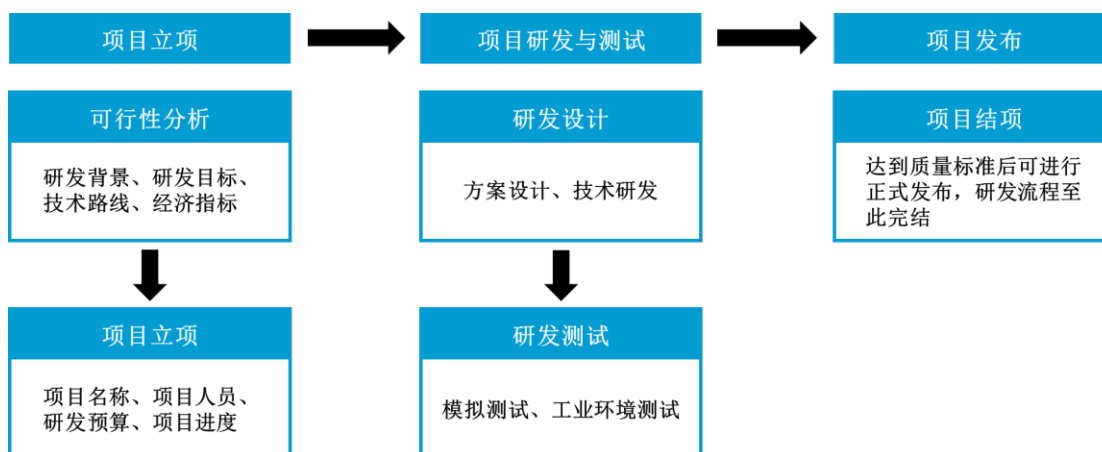 项目立项
项目研发与测试
项目发布
可行性分析
研发背景、研发目标、
技术路线、经济指标
研发设计
方案设计、技术研发
项目结项
达到质量标准后可进行
正式发布，研发流程至
此完结
项目立项
项目名称、项目人员、
研发预算、项目进度
研发测试
模拟测试、工业环境测试